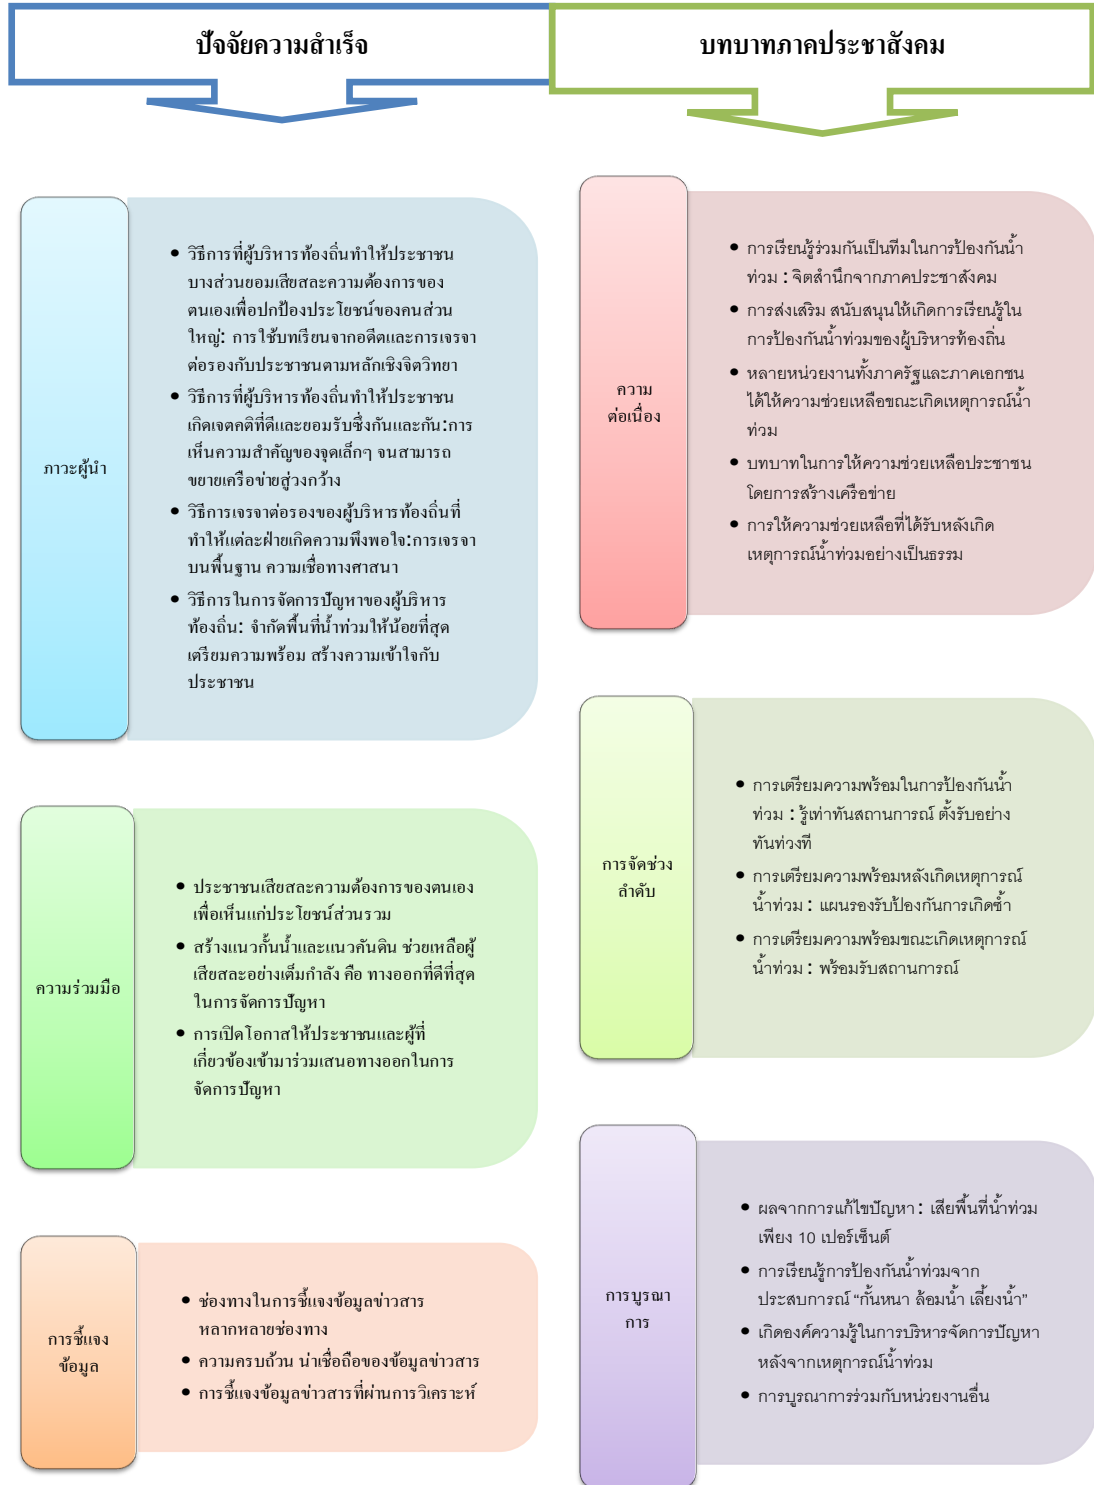 ปัจจัยความสำเร็จ
ภาวะผู้นำ
• วิธีการที่ผู้บริหารท้องถิ่นทำให้ประชาชน
บางส่วนยอมเสียสละความต้องการของ
ตนเองเพื่อปกป้องประโยชน์ของคนส่วน
ใหญ่: การใช้บทเรียนจากอดีตและการเจรจา
ต่อรองกับประชาชนตามหลักเชิงจิตวิทยา
• วิธีการที่ผู้บริหารท้องถิ่นทำให้ประชาชน
เกิดเจตคติที่ดีและยอมรับซึ่งกันและกัน:การ
เห็นความสำคัญของจุดเล็กๆ จนสามารถ
ขยายเครือข่ายสู่วงกว้าง
• วิธีการเจรจาต่อรองของผู้บริหารท้องถิ่นที่
ทำให้แต่ละฝ่ายเกิดความพึงพอใจ:การเจรจา
บนพื้นฐาน ความเชื่อทางศาสนา
• วิธีการในการจัดการปัญหาของผู้บริหาร
ท้องถิ่น: จำกัดพื้นที่น้ำท่วมให้น้อยที่สุด
เตรียมความพร้อม สร้างความเข้าใจกับ
ประชาชน
ความร่วมมือ
• ประชาชนเสียสละความต้องการของตนเอง
เพื่อเห็นแก่ประโยชน์ส่วนรวม
• สร้างแนวกั้นน้ำและแนวคันดิน ช่วยเหลือผู้
เสียสละอย่างเต็มกำลัง คือ ทางออกที่ดีที่สุด
ในการจัดการปัญหา
• การเปิดโอกาสให้ประชาชนและผู้ที่
เกี่ยวข้องเข้ามาร่วมเสนอทางออกในการ
จัดการปัญหา
การชี้แจง
ข้อมูล
• ช่องทางในการชี้แจงข้อมูลข่าวสาร
หลากหลายช่องทาง
• ความครบถ้วน น่าเชื่อถือของข้อมูลข่าวสาร
• การชี้แจงข้อมูลข่าวสารที่ผ่านการวิเคราะห์
บทบาทภาคประชาสังคม
ความ
ต่อเนื่อง
• การเรียนรู้ร่วมกันเป็นทีมในการป้องกันน้ำ
ท่วม : จิตสำนึกจากภาคประชาสังคม
• การส่งเสริม สนับสนุนให้เกิดการเรียนรู้ใน
การป้องกันน้ำท่วมของผู้บริหารท้องถิ่น
• หลายหน่วยงานทั้งภาครัฐและภาคเอกชน
ได้ให้ความช่วยเหลือขณะเกิดเหตุการณ์น้ำ
ท่วม
• บทบาทในการให้ความช่วยเหลือประชาชน
โดยการสร้างเครือข่าย
• การให้ความช่วยเหลือที่ได้รับหลังเกิด
เหตุการณ์น้ำท่วมอย่างเป็นธรรม
การจัดช่วง
ลำดับ
• การเตรียมความพร้อมในการป้องกันน้ำ
ท่วม : รู้เท่าทันสถานการณ์ ตั้งรับอย่าง
ทันท่วงที
• การเตรียมความพร้อมหลังเกิดเหตุการณ์
น้ำท่วม : แผนรองรับป้องกันการเกิดซ้ำ
• การเตรียมความพร้อมขณะเกิดเหตุการณ์
น้ำท่วม : พร้อมรับสถานการณ์
การบูรณา
การ
• ผลจากการแก้ไขปัญหา : เสียพื้นที่น้ำท่วม
เพียง 10 เปอร์เซ็นต์
• การเรียนรู้การป้องกันน้ำท่วมจาก
ประสบการณ์ “กั้นหนา ล้อมน้ำ เลี้ยงน้ำ”
• เกิดองค์ความรู้ในการบริหารจัดการปัญหา
หลังจากเหตุการณ์น้ำท่วม
• การบูรณาการร่วมกับหน่วยงานอื่น